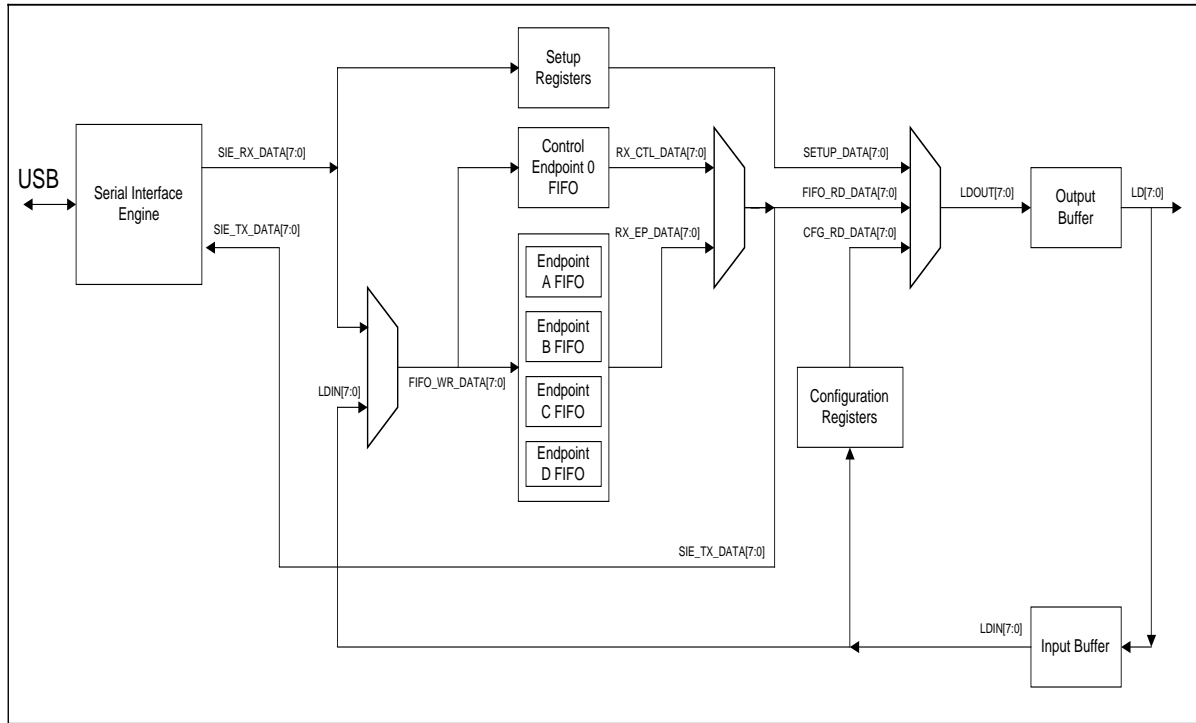 Setup
Registers
SIE_RX_DATA[7:0]
Control
Endpoint 0
FIFO
RX_CTL_DATA[7:0]
SETUP_DATA[7:0]
USB
Serial Interface
Engine
FIFO_RD_DATA[7:0]
LDOUT[7:0]
Output
Buffer
LD[7:0]
SIE_TX_DATA[7:0]
RX_EP_DATA[7:0]
CFG_RD_DATA[7:0]
Endpoint
A FIFO
Endpoint
B FIFO
LDIN[7:0]
FIFO_WR_DATA[7:0]
Endpoint
C FIFO
Configuration
Registers
Endpoint
D FIFO
SIE_TX_DATA[7:0]
LDIN[7:0]
Input Buffer